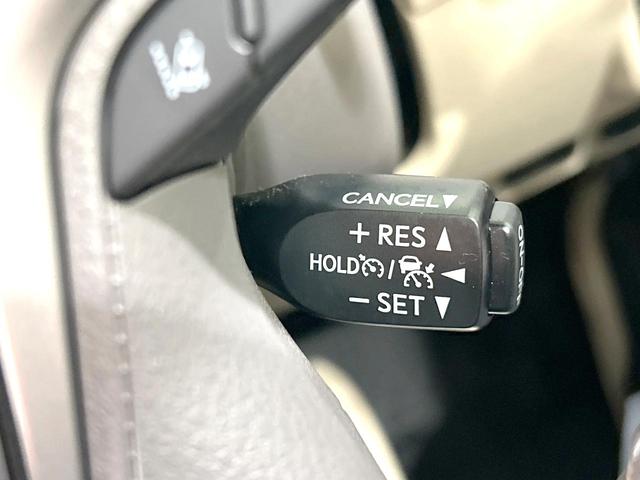 CANCEL▼
+ RES ▲
HOLD / ◀
− SET ▼